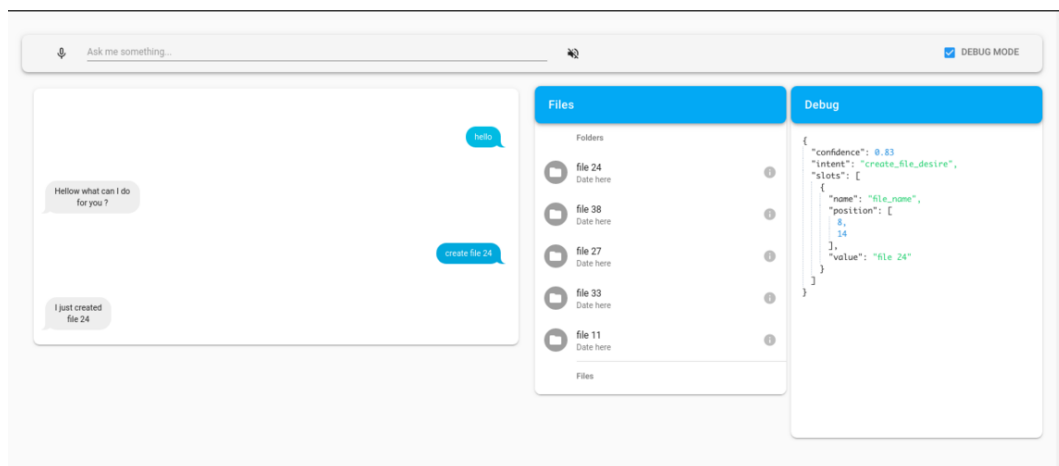 Ask me something...
DEBUG MODE
hello
Hellow what can I do
for you ?
create file 24
I just created
file 24
Files
Folders
file 24
Date here
file 38
Date here
file 27
Date here
file 33
Date here
file 11
Date here
Files
Debug
{
"confidence": 0.83
"intent": "create_file_desire",
"slots": [
{
"name": "file_name",
"position": [
8,
14
],
"value": "file 24"
}
]
}